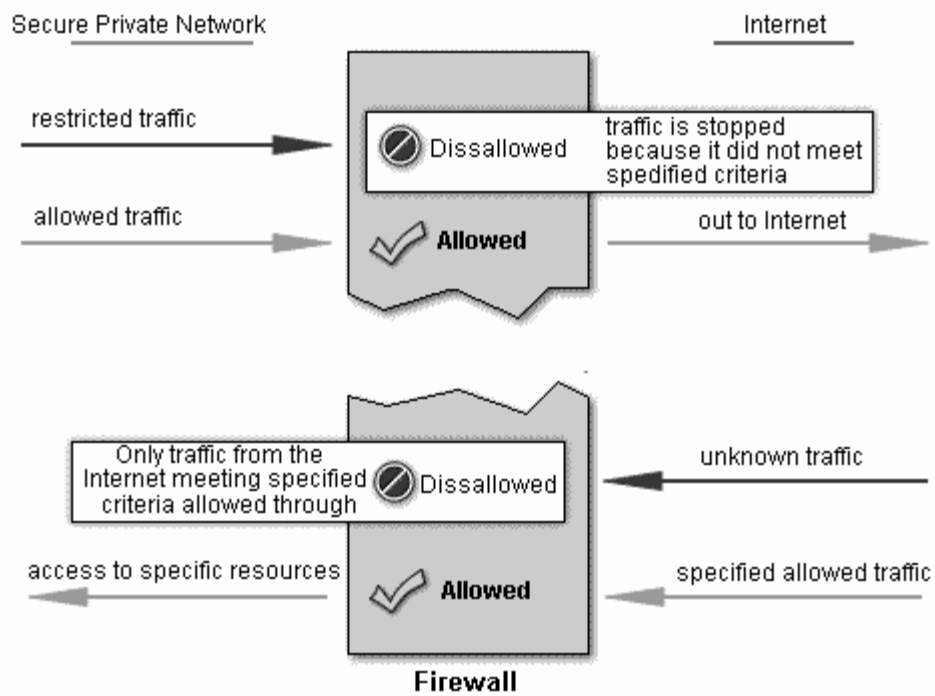 Secure Private Network
Internet
restricted traffic
Dissallowed
traffic is stopped
because it did not meet
spedified criteria
allowed traffic
Allowed
out to Internet
Only traffic from the
Internet meeting specified
criteria allowed through
Dissallowed
unknown traffic
access to specific resources
Allowed
specified allowed traffic
Firewall